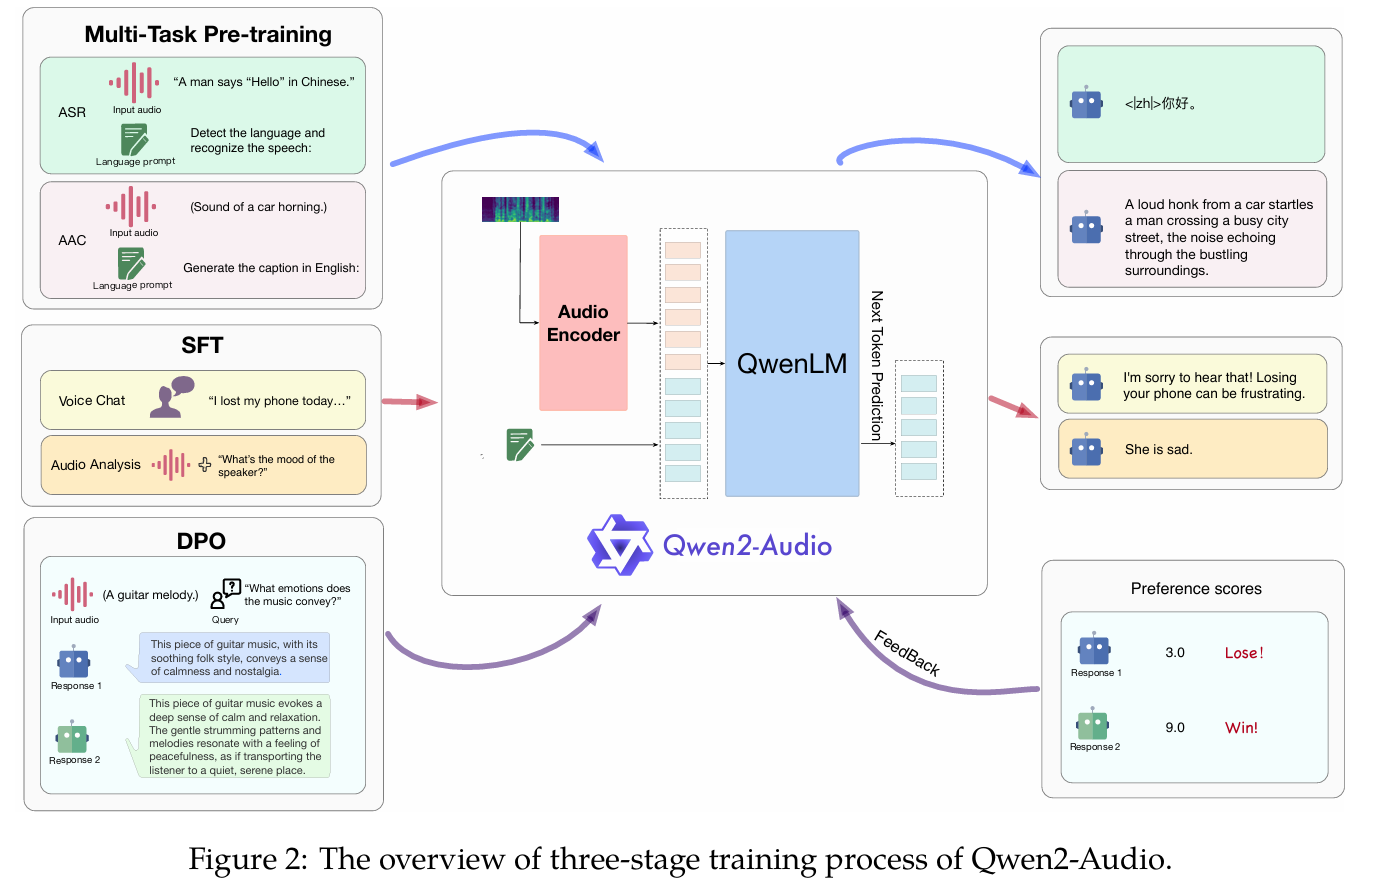 Multi-Task Pre-training
ASR
Input audio
“A man says “Hello” in Chinese.”
Language prompt
Detect the language and
recognize the speech:
AAC
Input audio
(Sound of a car horning.)
Language prompt
Generate the caption in English:
SFT
Voice Chat
“I lost my phone today...”
Audio Analysis
“What’s the mood of the
speaker?”
DPO
Input audio
(A guitar melody.)
Query
“What emotions does
the music convey?”
Response 1
This piece of guitar music, with its
soothing folk style, conveys a sense
of calmness and nostalgia.
Response 2
This piece of guitar music evokes a
deep sense of calm and relaxation.
The gentle strumming patterns and
melodies resonate with a feeling of
peacefulness, as if transporting the
listener to a quiet, serene place.
Audio
Encoder
QwenLM
Next Token Prediction
Qwen2-Audio
<|zh|>你好。
A loud honk from a car startles
a man crossing a busy city
street, the noise echoing
through the bustling
surroundings.
I'm sorry to hear that! Losing
your phone can be frustrating.
She is sad.
FeedBack
Preference scores
Response 1
3.0
Lose!
Response 2
9.0
Win!
Figure 2: The overview of three-stage training process of Qwen2-Audio.